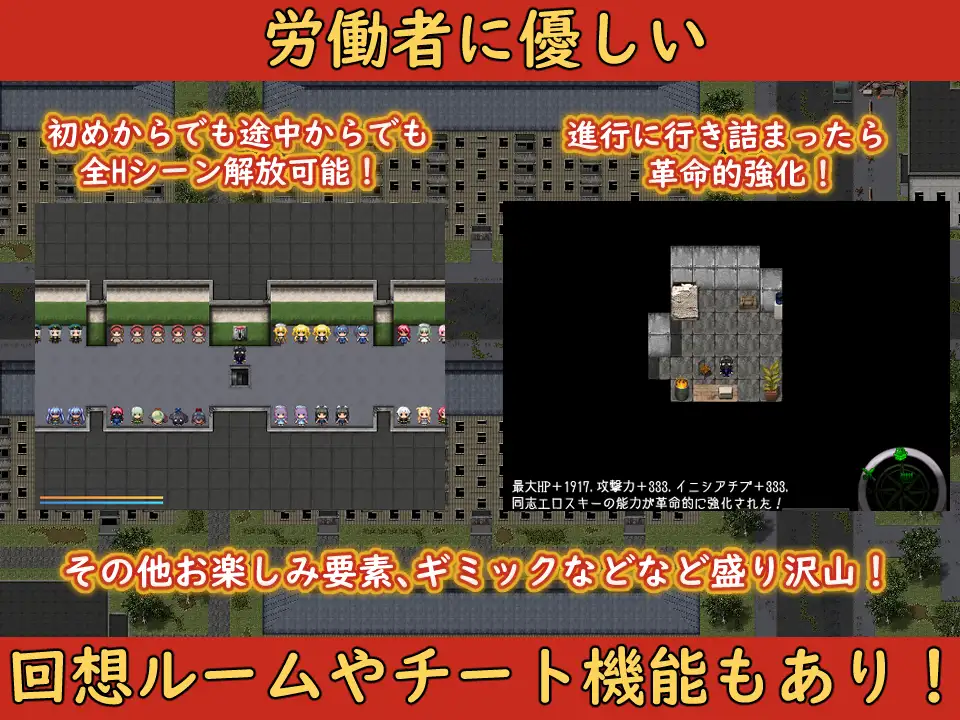 労働者に優しい
初めからでも途中からでも
全Hシーン解放可能！
進行に行き詰まったら
革命的強化！
最大HP＋1917,攻撃力＋333,イニシアチブ＋333,
同志エロスキーの能力が革命的に強化された！
その他お楽しみ要素、ギミックなどなど盛り沢山！
回想ルームやチート機能もあり！